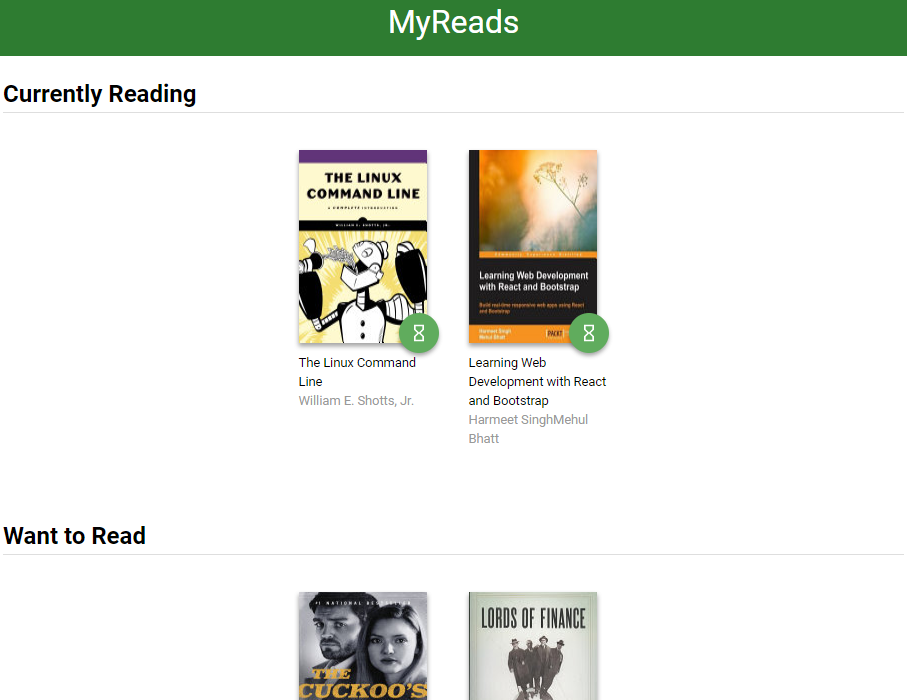 MyReads
Currently Reading
THE LINUX
COMMAND LINE
A COMPLETE INTRODUCTION
WILLIAM E. SHOTTS, JR.
Community Experience Distilled
Learning Web Development
with React and Bootstrap
Build real-time responsive web apps using React
and Bootstrap
Harmeet Singh
Mehul Bhatt
PACKT
The Linux Command
Line
William E. Shotts, Jr.
Learning Web
Development with React
and Bootstrap
Harmeet SinghMehul
Bhatt
Want to Read
#1 NATIONAL BESTSELLER
THE
CUCKOO'S
LORDS OF FINANCE